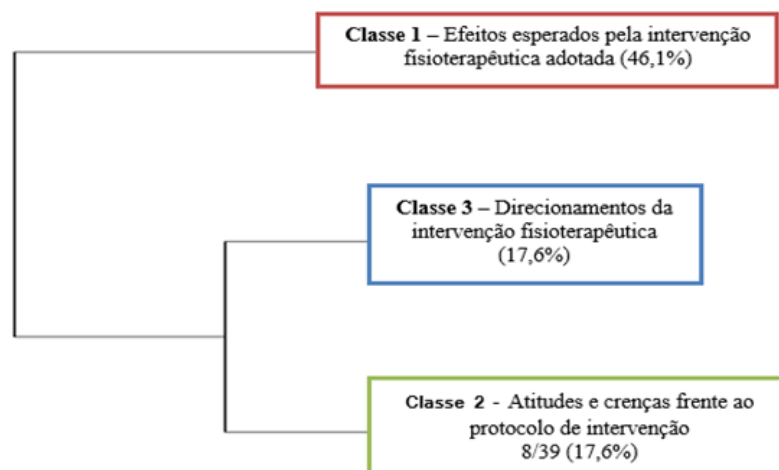 Classe 1 – Efeitos esperados pela intervenção
fisioterapêutica adotada (46,1%)
Classe 3 – Direcionamentos da
intervenção fisioterapêutica
(17,6%)
Classe 2 - Atitudes e crenças frente ao
protocolo de intervenção
8/39 (17,6%)